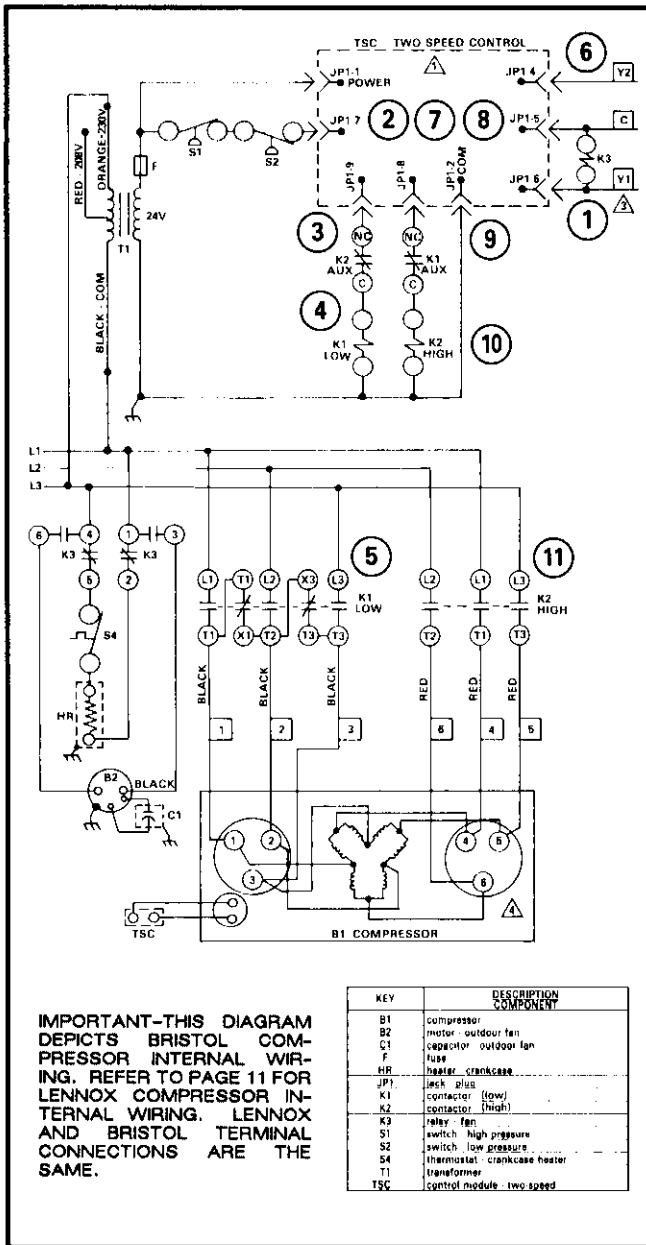 TSC TWO SPEED CONTROL
1
6
JP1-1
POWER
JP1 4
Y2
JP1 7
2
7
8
JP1-5
C
S1
S2
K3
JP1-9
JP1-8
JP1-2
COM
JP1 6
Y1
3
1
RED - 208V
ORANGE-230V
F
24V
T1
BLACK - COM
3
NC
NC
9
K2
AUX
K1
AUX
C
C
4
K1
LOW
K2
HIGH
10
L1
L2
L3
6
4
1
3
K3
K3
5
2
5
11
L1
T1
L2
X3
L3
K1
LOW
L2
L1
L3
K2
HIGH
T1
X1
T2
T3
T3
T2
T1
T3
S4
BLACK
BLACK
BLACK
RED
RED
RED
1
2
3
6
4
5
HR
B2
BLACK
C1
1
2
3
4
5
6
4
TSC
B1 COMPRESSOR
IMPORTANT-THIS DIAGRAM
DEPICTS BRISTOL COM-
PRESSOR INTERNAL WIR-
ING. REFER TO PAGE 11 FOR
LENNOX COMPRESSOR IN-
TERNAL WIRING. LENNOX
AND BRISTOL TERMINAL
CONNECTIONS ARE THE
SAME.
KEY DESCRIPTION
COMPONENT
B1 compressor
B2 motor - outdoor fan
C1 capacitor outdoor fan
F fuse
HR heater crankcase
JP1 jack plug
K1 contactor (low)
K2 contactor (high)
K3 relay - fan
S1 switch high pressure
S2 switch low pressure
S4 thermostat - crankcase heater
T1 transformer
TSC control module - two-speed